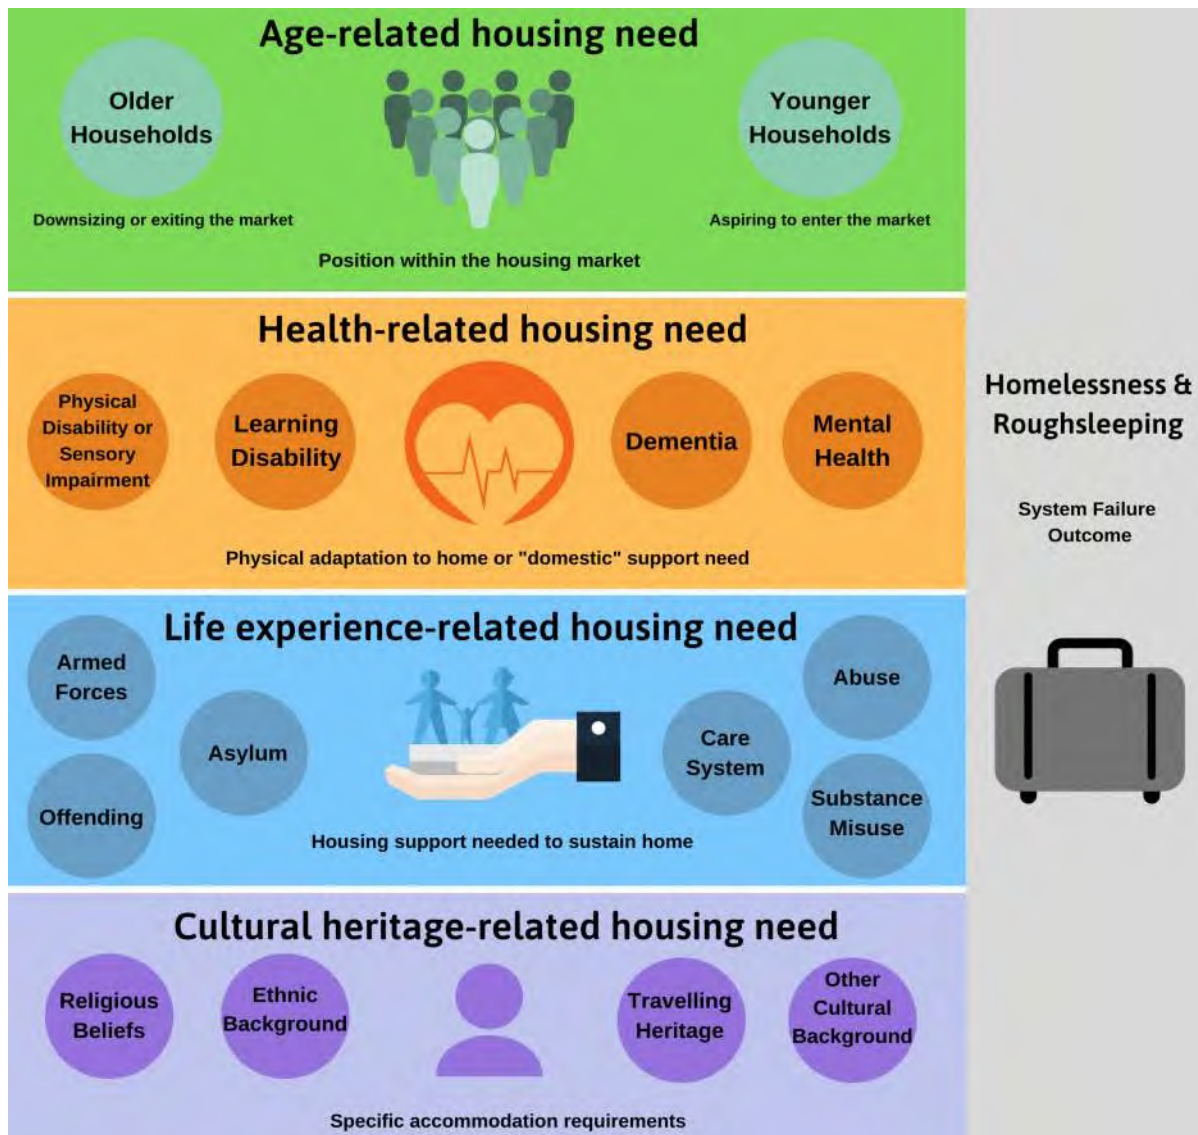 Age-related housing need
Older
Households
Younger
Households
Downsizing or exiting the market
Aspiring to enter the market
Position within the housing market
Health-related housing need
Physical
Disability or
Sensory
Impairment
Learning
Disability
Dementia
Mental
Health
Physical adaptation to home or "domestic" support need
Life experience-related housing need
Armed
Forces
Offending
Asylum
Care
System
Abuse
Substance
Misuse
Housing support needed to sustain home
Cultural heritage-related housing need
Religious
Beliefs
Ethnic
Background
Travelling
Heritage
Other
Cultural
Background
Specific accommodation requirements
Homelessness &
Roughsleeping
System Failure
Outcome